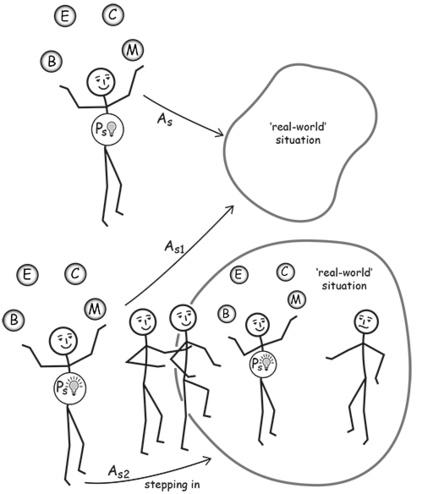 E
C
B
M
Ps
As
'real-world'
situation
As1
E
C
B
M
Ps
E
C
B
M
Ps
'real-world'
situation
As2
stepping in